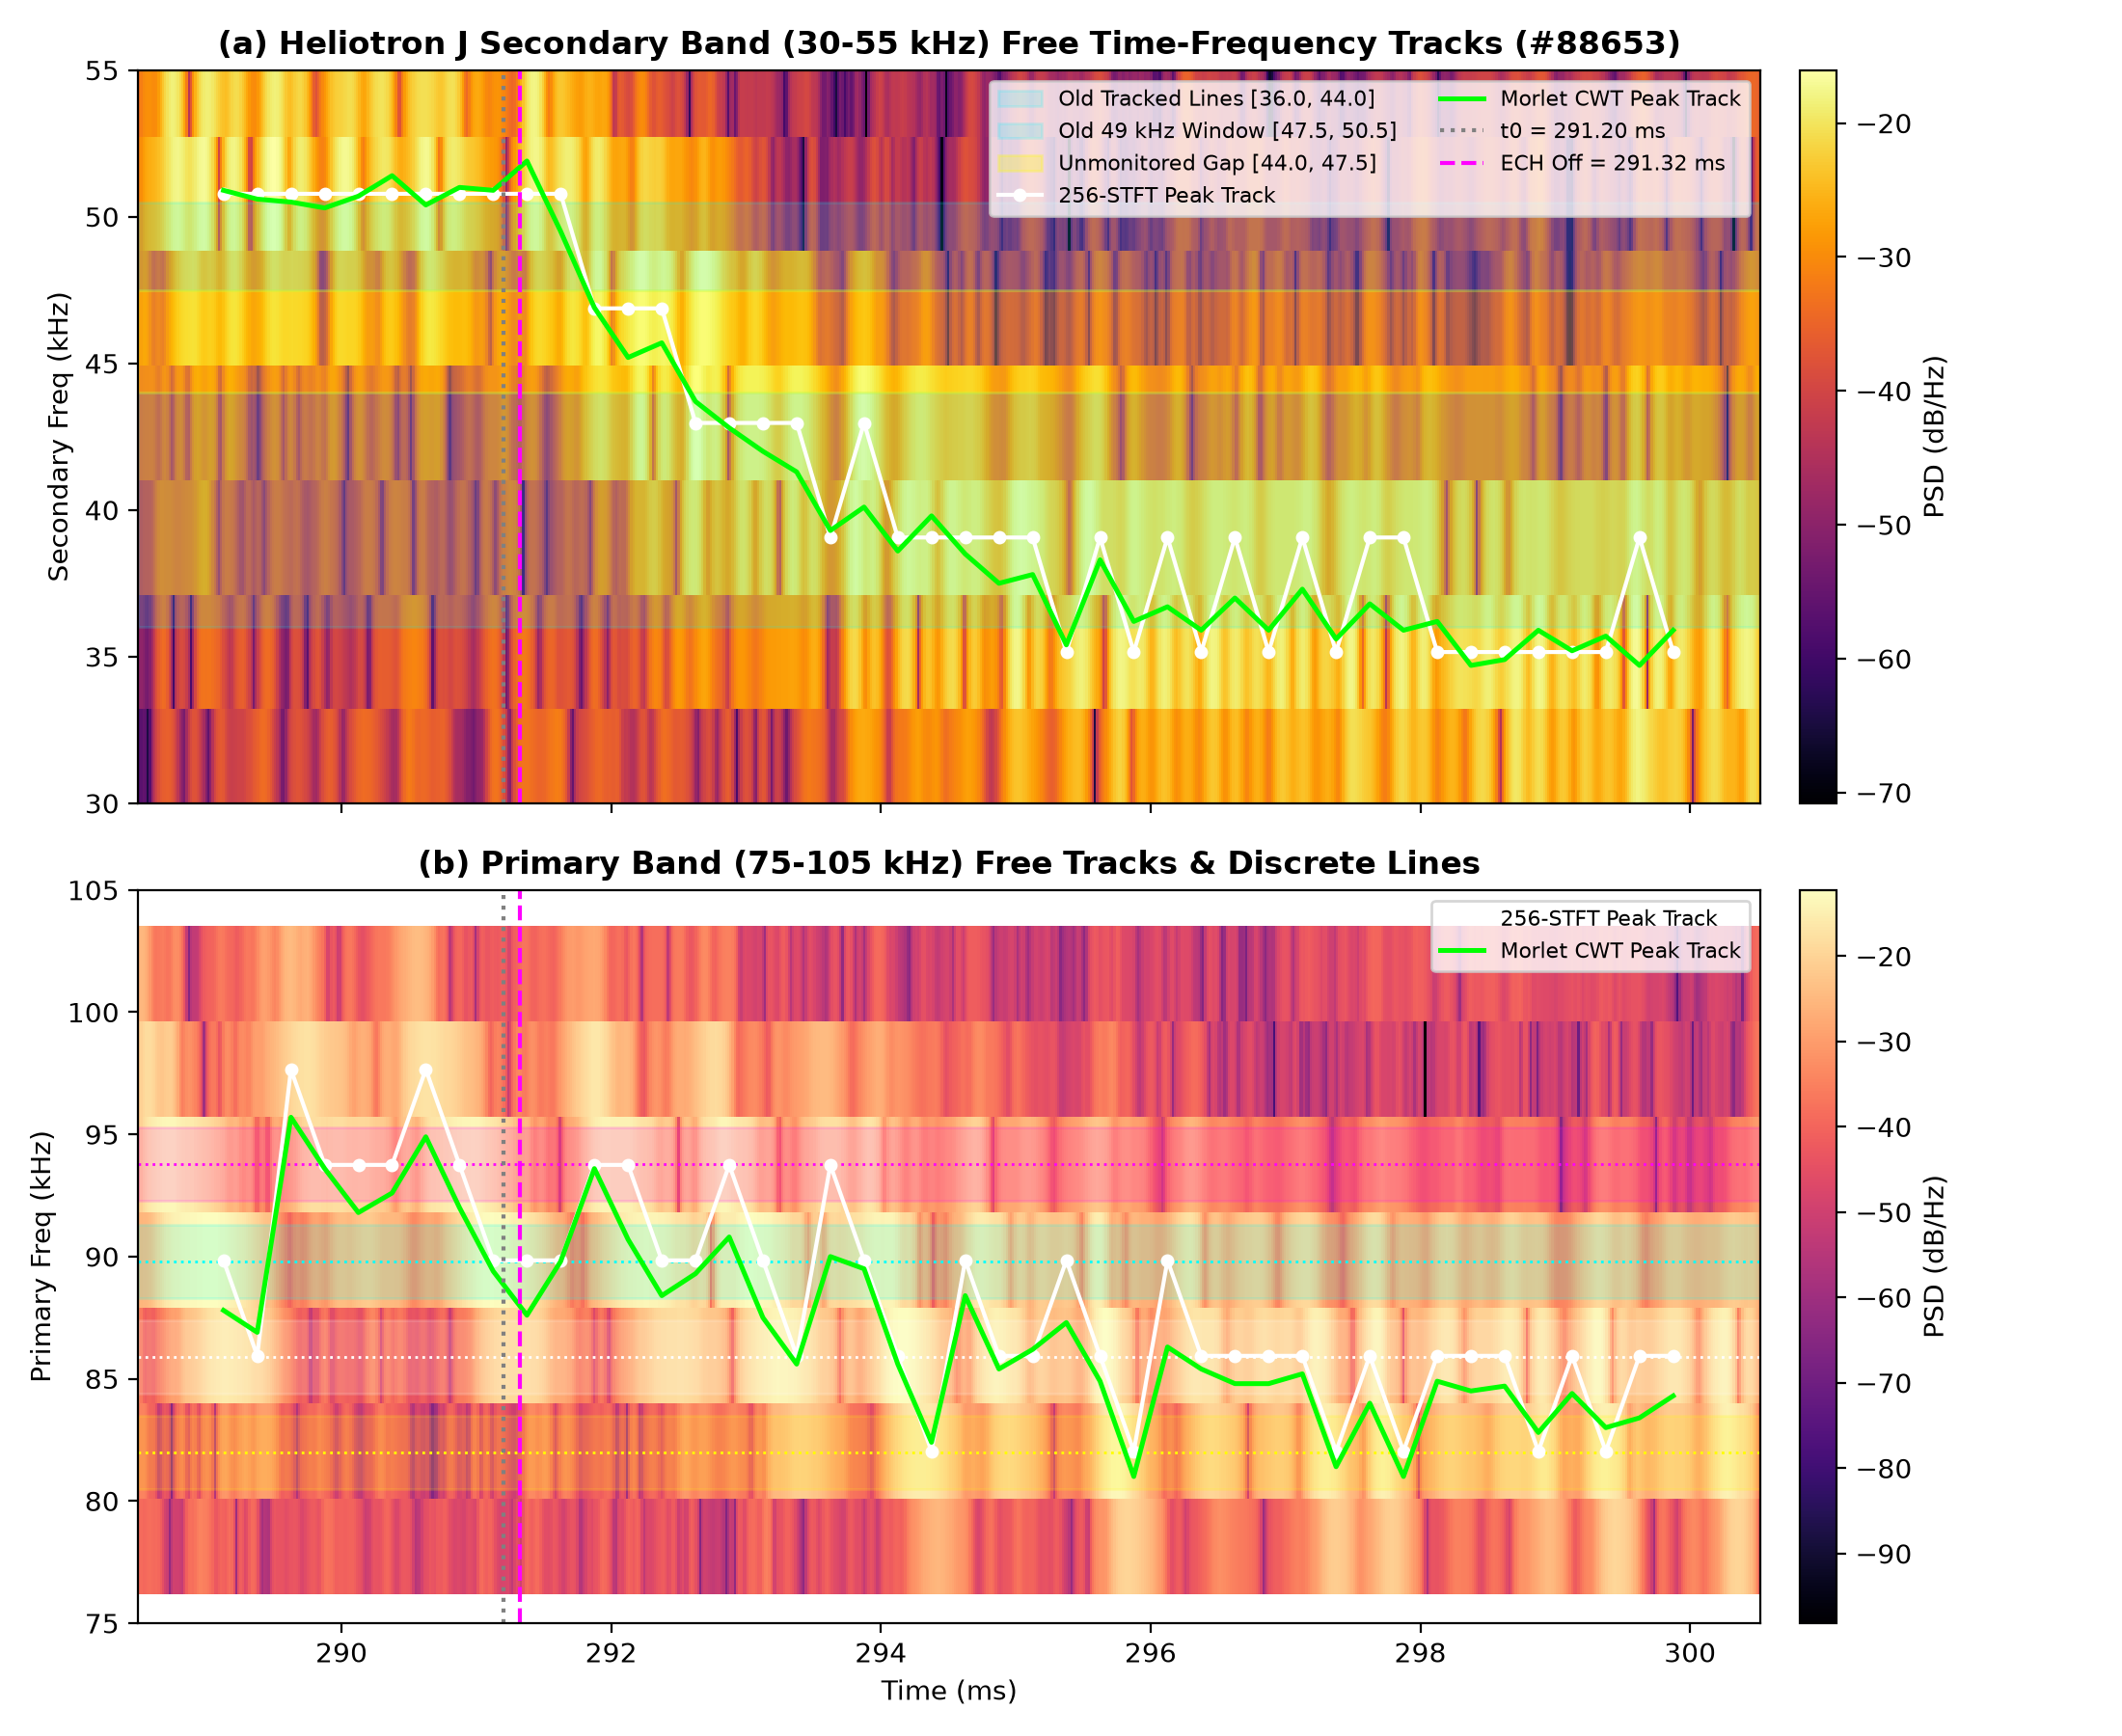 (a) Heliotron J Secondary Band (30-55 kHz) Free Time-Frequency Tracks (#88653)
55
50
45
40
35
30
Secondary Freq (kHz)
Old Tracked Lines [36.0, 44.0]
Old 49 kHz Window [47.5, 50.5]
Unmonitored Gap [44.0, 47.5]
256-STFT Peak Track
Morlet CWT Peak Track
t0 = 291.20 ms
ECH Off = 291.32 ms
−20
−30
−40
−50
−60
−70
PSD (dB/Hz)
(b) Primary Band (75-105 kHz) Free Tracks & Discrete Lines
105
100
95
90
85
80
75
Primary Freq (kHz)
256-STFT Peak Track
Morlet CWT Peak Track
290
292
294
296
298
300
Time (ms)
−20
−30
−40
−50
−60
−70
−80
−90
PSD (dB/Hz)